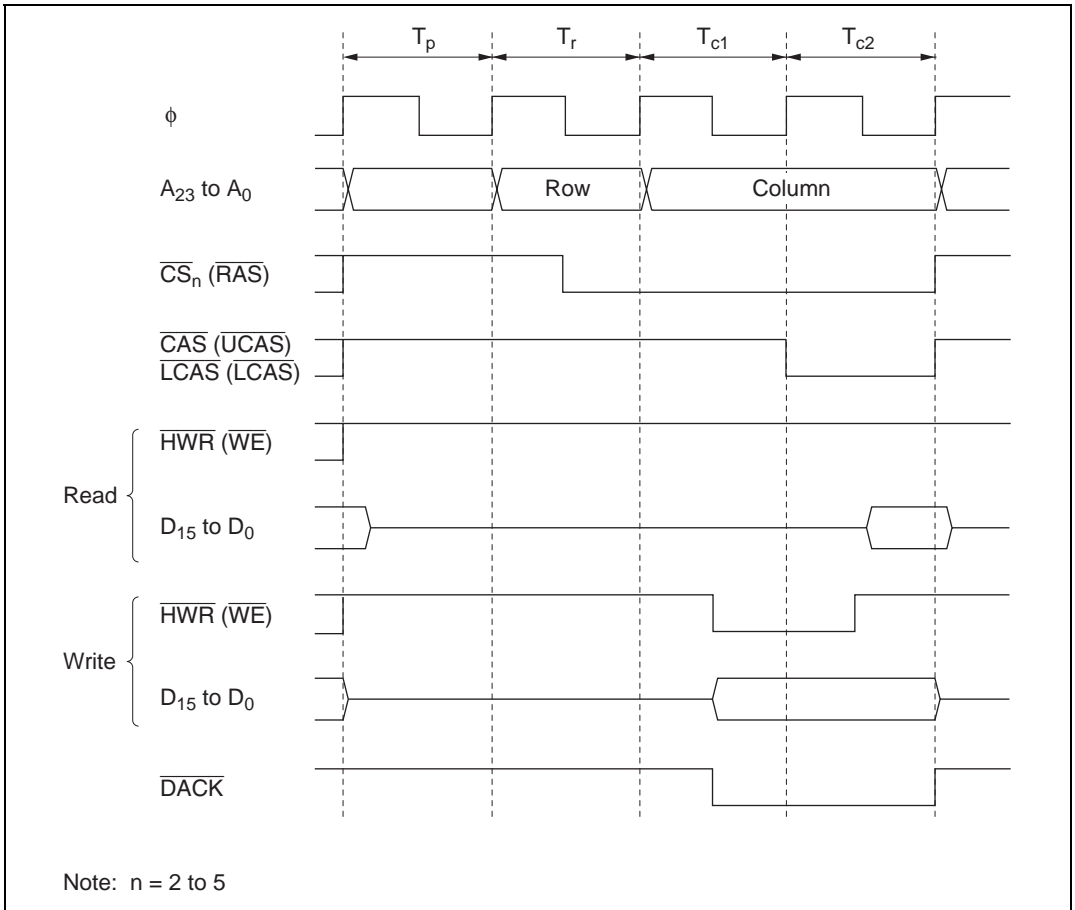 Tp Tr Tc1 Tc2
φ
A23 to A0
Row Column
CSn (RAS)
CAS (UCAS)
LCAS (LCAS)
HWR (WE)
Read
D15 to D0
HWR (WE)
Write
D15 to D0
DACK
Note: n = 2 to 5